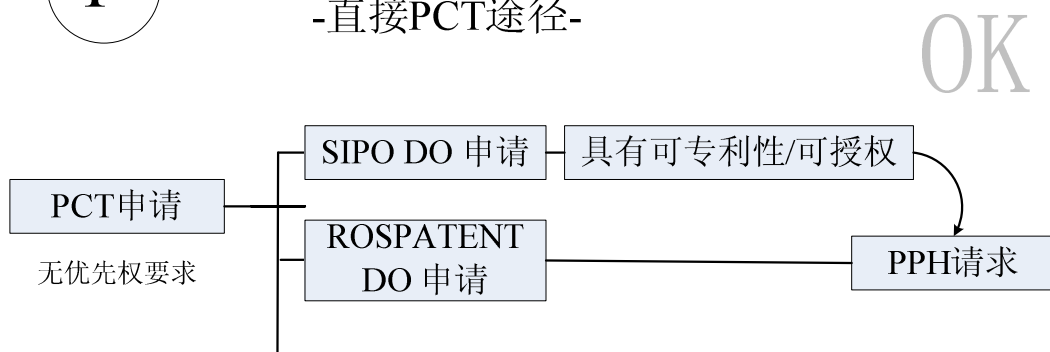 -直接PCT途径-
OK
SIPO DO 申请
具有可专利性/可授权
PCT申请
ROSPATENT
DO 申请
PPH请求
无优先权要求